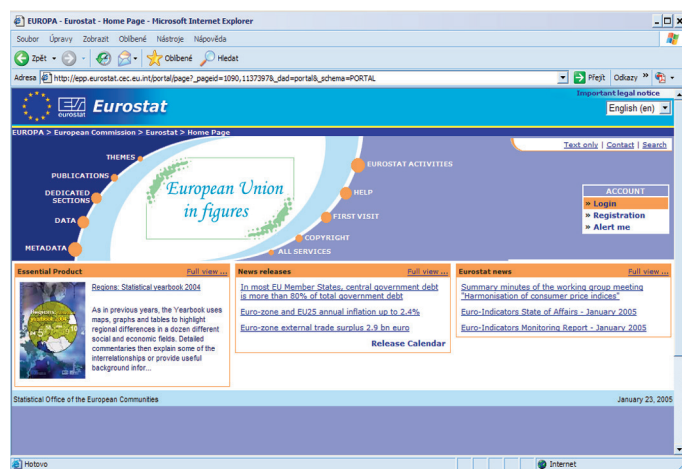 EUROPA - Eurostat - Home Page - Microsoft Internet Explorer
Soubor Úpravy Zobrazit Oblíbené Nástroje Nápověda
Zpět Oblíbené Hledat
Adresa http://epp.eurostat.cec.eu.int/portal/page?_pageid=1090,1137397&_dad=portal&_schema=PORTAL Přejít Odkazy »
Important legal notice
eurostat Eurostat English (en)
EUROPA > European Commission > Eurostat > Home Page
Text only | Contact | Search
THEMES
PUBLICATIONS
DEDICATED
SECTIONS
DATA
METADATA
European Union
in figures
EUROSTAT ACTIVITIES
HELP
FIRST VISIT
COPYRIGHT
ALL SERVICES
ACCOUNT
» Login
» Registration
» Alert me
Essential Product Full view ...
Regions: Statistical yearbook 2004
As in previous years, the Yearbook uses
maps, graphs and tables to highlight
regional differences in a dozen different
social and economic fields. Detailed
commentaries then explain some of the
interrelationships or provide useful
background infor...
News releases Full view ...
In most EU Member States, central government debt
is more than 80% of total government debt
Euro-zone and EU25 annual inflation up to 2.4%
Euro-zone external trade surplus 2.9 bn euro
Release Calendar
Eurostat news Full view ...
Summary minutes of the working group meeting
"Harmonisation of consumer price indices"
Euro-Indicators State of Affairs - January 2005
Euro-Indicators Monitoring Report - January 2005
Statistical Office of the European Communities January 23, 2005
Hotovo Internet